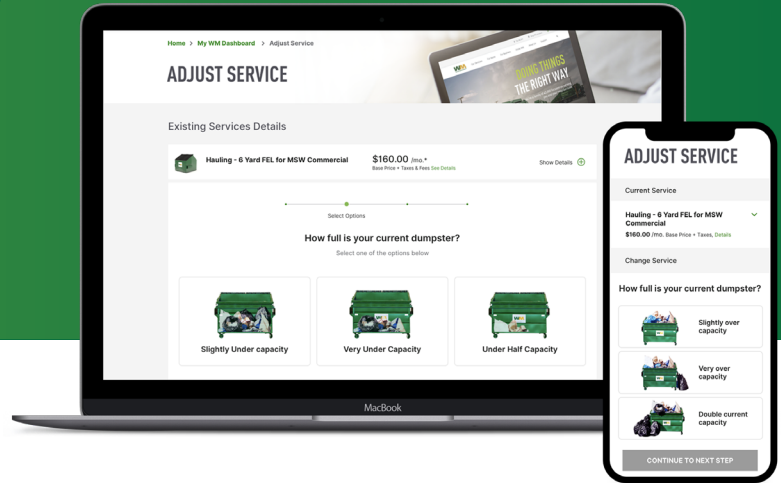 Home > My WM Dashboard > Adjust Service
ADJUST SERVICE
WM
DOING THINGS
THE RIGHT WAY
Existing Services Details
Hauling - 6 Yard FEL for MSW Commercial
$160.00 /mo.*
Base Price + Taxes & Fees See Details
Show Details
Select Options
How full is your current dumpster?
Select one of the options below
Slightly Under capacity
Very Under Capacity
Under Half Capacity
MacBook
ADJUST SERVICE
Current Service
Hauling - 6 Yard FEL for MSW
Commercial
$160.00 /mo. Base Price + Taxes, Details
Change Service
How full is your current dumpster?
Slightly over
capacity
Very over
capacity
Double current
capacity
CONTINUE TO NEXT STEP